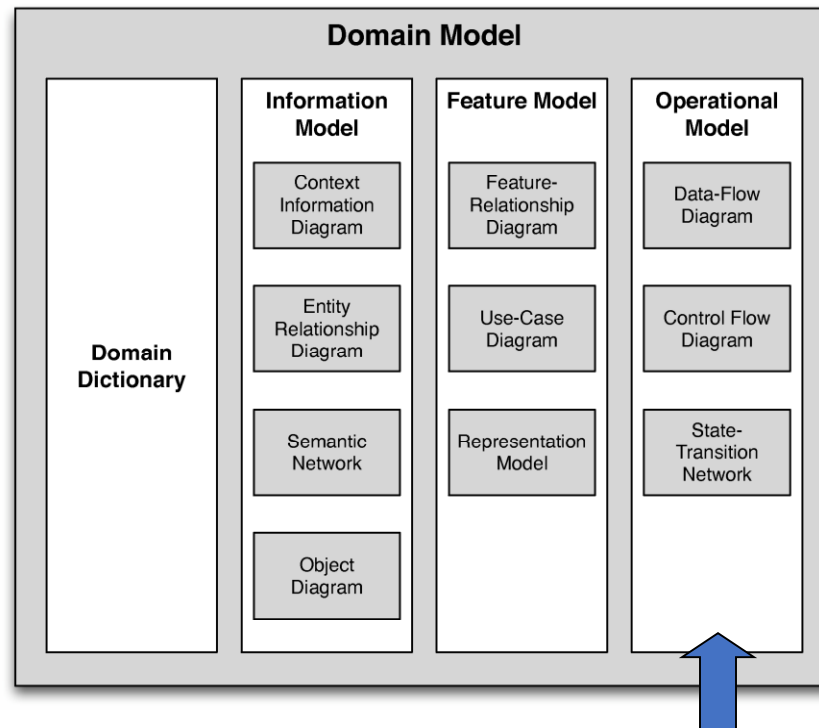 Domain Model
Domain
Dictionary
Information
Model
Context
Information
Diagram
Entity
Relationship
Diagram
Semantic
Network
Object
Diagram
Feature Model
Feature-
Relationship
Diagram
Use-Case
Diagram
Representation
Model
Operational
Model
Data-Flow
Diagram
Control Flow
Diagram
State-
Transition
Network